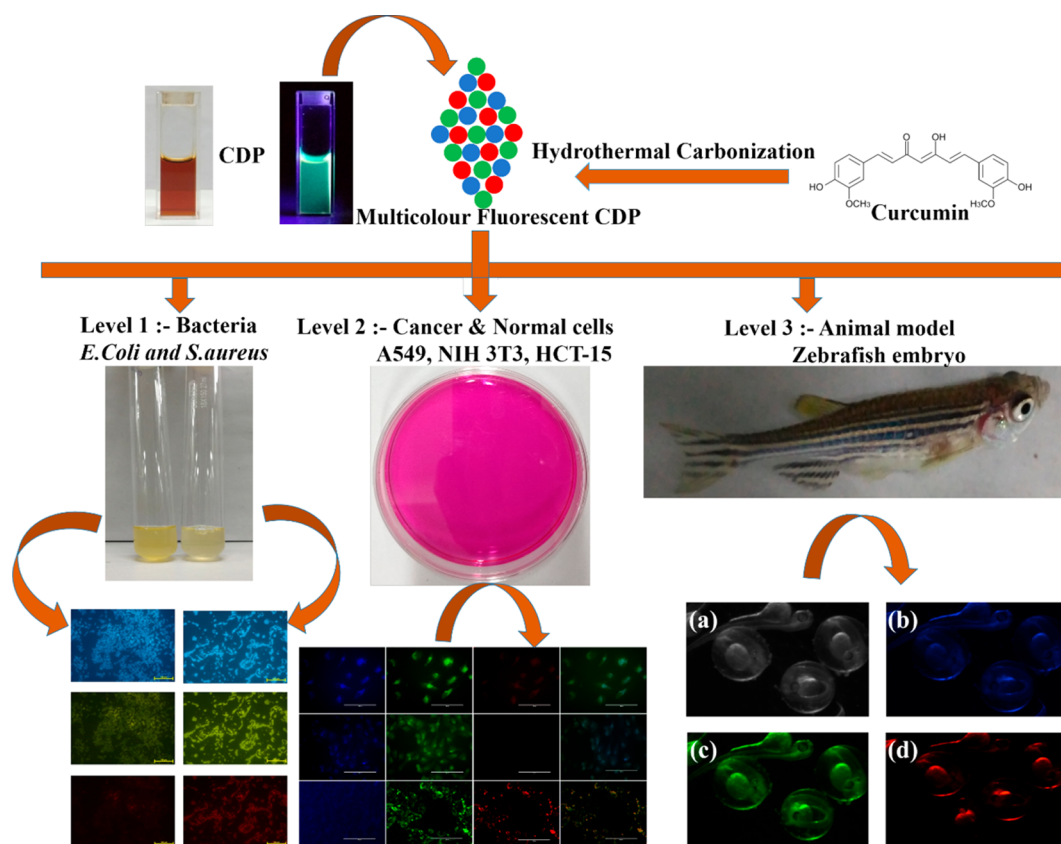 CDP
Multicolour Fluorescent CDP
Hydrothermal Carbonization
O
OH
HO
OCH₃
H₃CO
OH
Curcumin
Level 1 :- Bacteria
E.Coli and S.aureus
Level 2 :- Cancer & Normal cells
A549, NIH 3T3, HCT-15
Level 3 :- Animal model
Zebrafish embryo
(a)
(b)
(c)
(d)